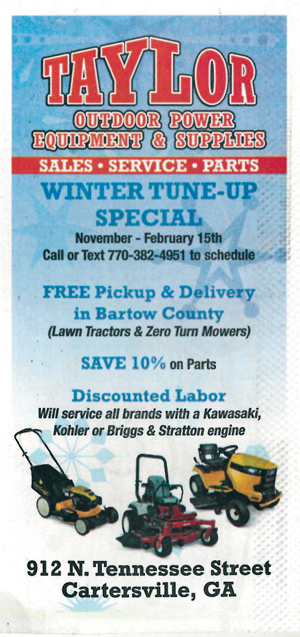 TAYLOR
OUTDOOR POWER
EQUIPMENT & SUPPLIES
SALES • SERVICE • PARTS
WINTER TUNE-UP
SPECIAL
November - February 15th
Call or Text 770-382-4951 to schedule
FREE Pickup & Delivery
in Bartow County
(Lawn Tractors & Zero Turn Mowers)
SAVE 10% on Parts
Discounted Labor
Will service all brands with a Kawasaki,
Kohler or Briggs & Stratton engine
912 N. Tennessee Street
Cartersville, GA